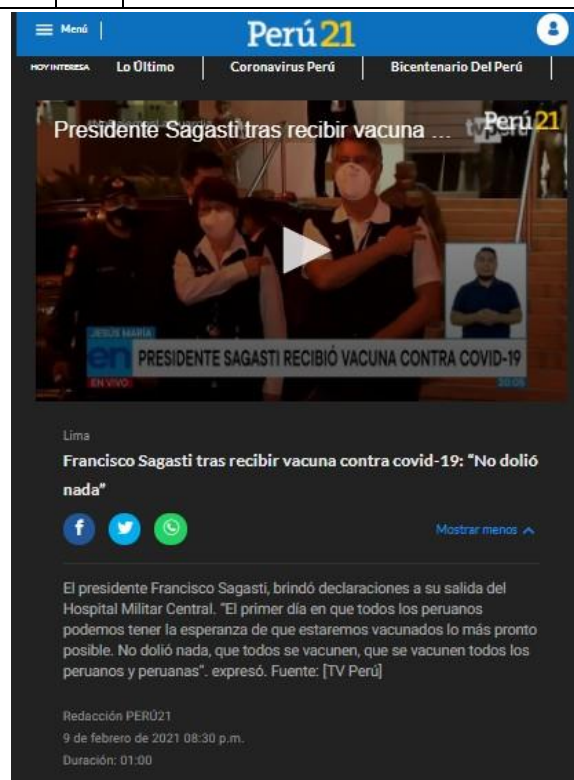 Menú
Perú21
HOY INTERESA
Lo Último
Coronavirus Perú
Bicentenario Del Perú
Presidente Sagasti tras recibir vacuna ...
Perú21
JESÚS MARÍA
en
PRESIDENTE SAGASTI RECIBIÓ VACUNA CONTRA COVID-19
EN VIVO
20:05
Lima
Francisco Sagasti tras recibir vacuna contra covid-19: “No dolió
nada”
Mostrar menos
El presidente Francisco Sagasti, brindó declaraciones a su salida del
Hospital Militar Central. “El primer día en que todos los peruanos
podemos tener la esperanza de que estaremos vacunados lo más pronto
posible. No dolió nada, que todos se vacunen, que se vacunen todos los
peruanos y peruanas”. expresó. Fuente: [TV Perú]
Redacción PERÚ21
9 de febrero de 2021 08:30 p.m.
Duración: 01:00